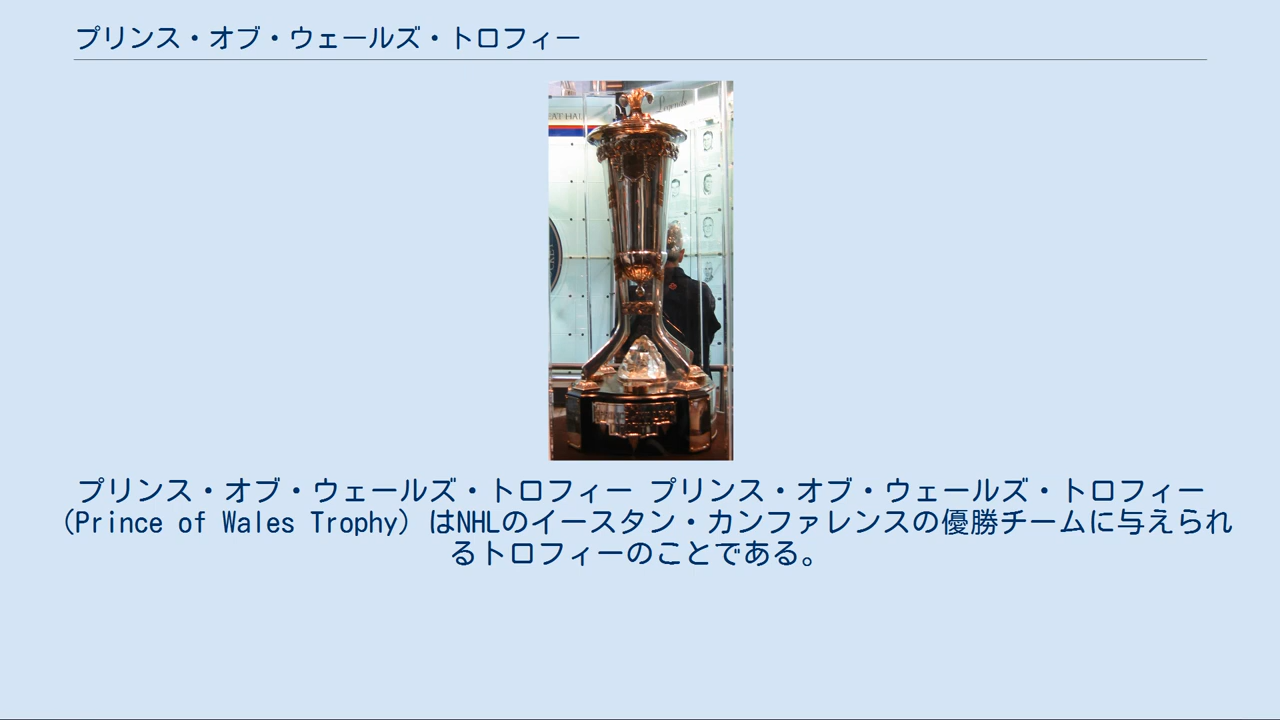 プリンス・オブ・ウェールズ・トロフィー
プリンス・オブ・ウェールズ・トロフィー プリンス・オブ・ウェールズ・トロフィー
(Prince of Wales Trophy) はNHLのイースタン・カンファレンスの優勝チームに与えられ
るトロフィーのことである。